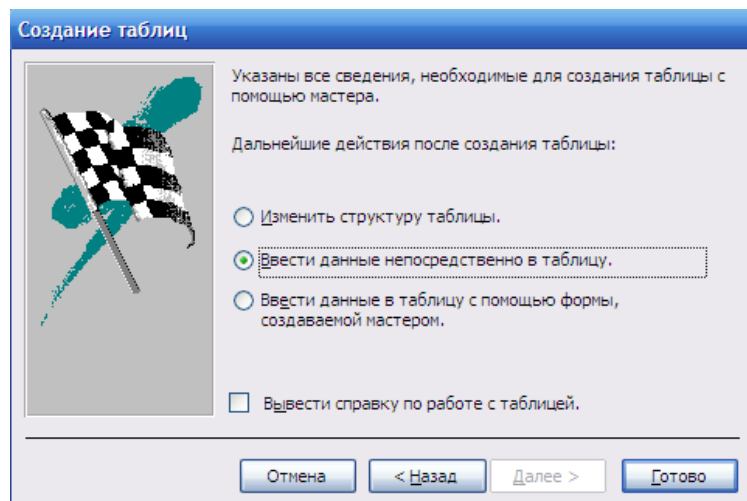 Создание таблиц
Указаны все сведения, необходимые для создания таблицы с
помощью мастера.
Дальнейшие действия после создания таблицы:
Изменить структуру таблицы.
Ввести данные непосредственно в таблицу.
Ввести данные в таблицу с помощью формы,
создаваемой мастером.
Вывести справку по работе с таблицей.
Отмена
< Назад
Далее >
Готово